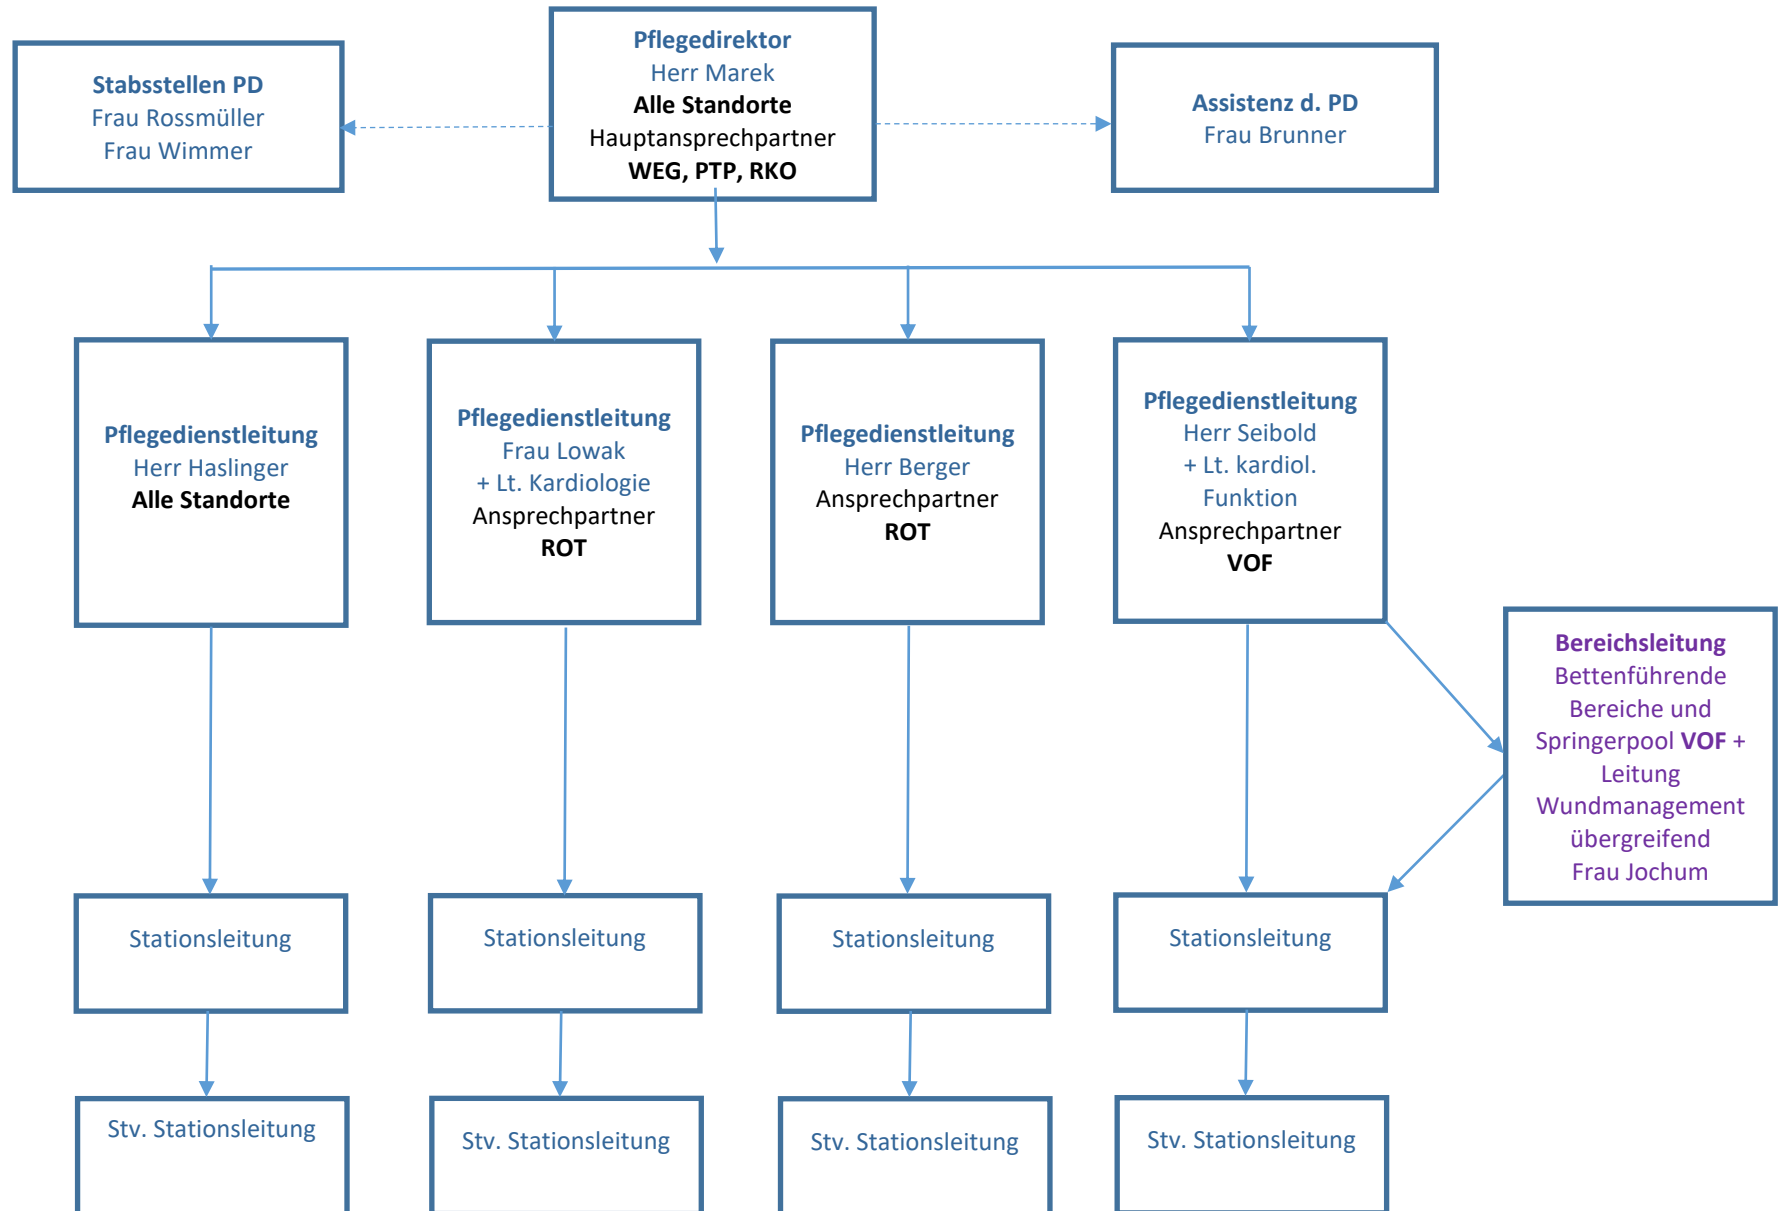 Pflegedirektor
Herr Marek
Alle Standorte
Hauptansprechpartner
WEG, PTP, RKO
Stabsstellen PD
Frau Rossmüller
Frau Wimmer
Assistenz d. PD
Frau Brunner
Pflegedienstleitung
Herr Haslinger
Alle Standorte
Pflegedienstleitung
Frau Lowak
+ Lt. Kardiologie
Ansprechpartner
ROT
Pflegedienstleitung
Herr Berger
Ansprechpartner
ROT
Pflegedienstleitung
Herr Seibold
+ Lt. kardiol.
Funktion
Ansprechpartner
VOF
Bereichsleitung
Bettenführende
Bereiche und
Springerpool VOF +
Leitung
Wundmanagement
übergreifend
Frau Jochum
Stationsleitung
Stationsleitung
Stationsleitung
Stationsleitung
Stv. Stationsleitung
Stv. Stationsleitung
Stv. Stationsleitung
Stv. Stationsleitung